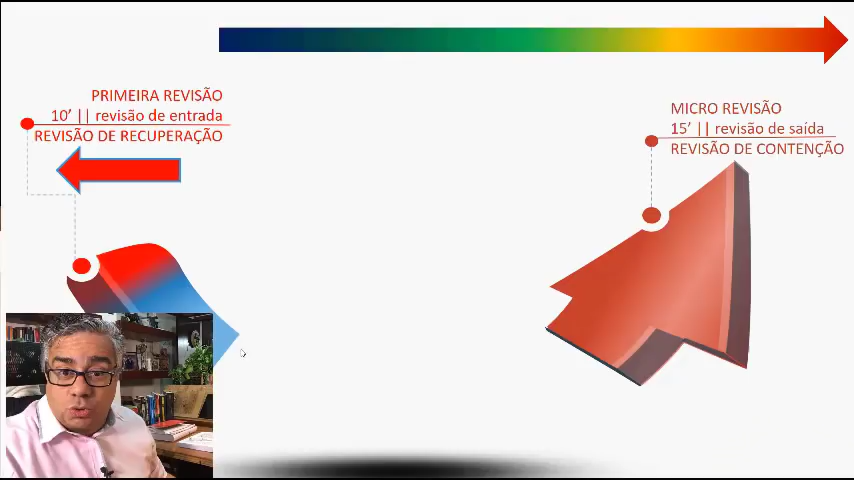 PRIMEIRA REVISÃO
10’ || revisão de entrada
REVISÃO DE RECUPERAÇÃO
MICRO REVISÃO
15’ || revisão de saída
REVISÃO DE CONTENÇÃO